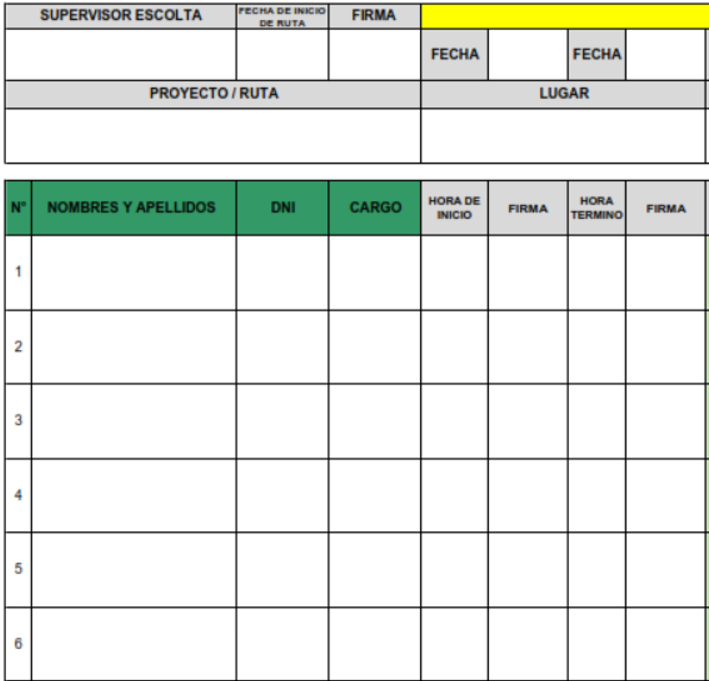 SUPERVISOR ESCOLTA
FECHA DE INICIO
DE RUTA
FIRMA
FECHA
FECHA
PROYECTO / RUTA
LUGAR
N°
NOMBRES Y APELLIDOS
DNI
CARGO
HORA DE
INICIO
FIRMA
HORA
TERMINO
FIRMA
1
2
3
4
5
6